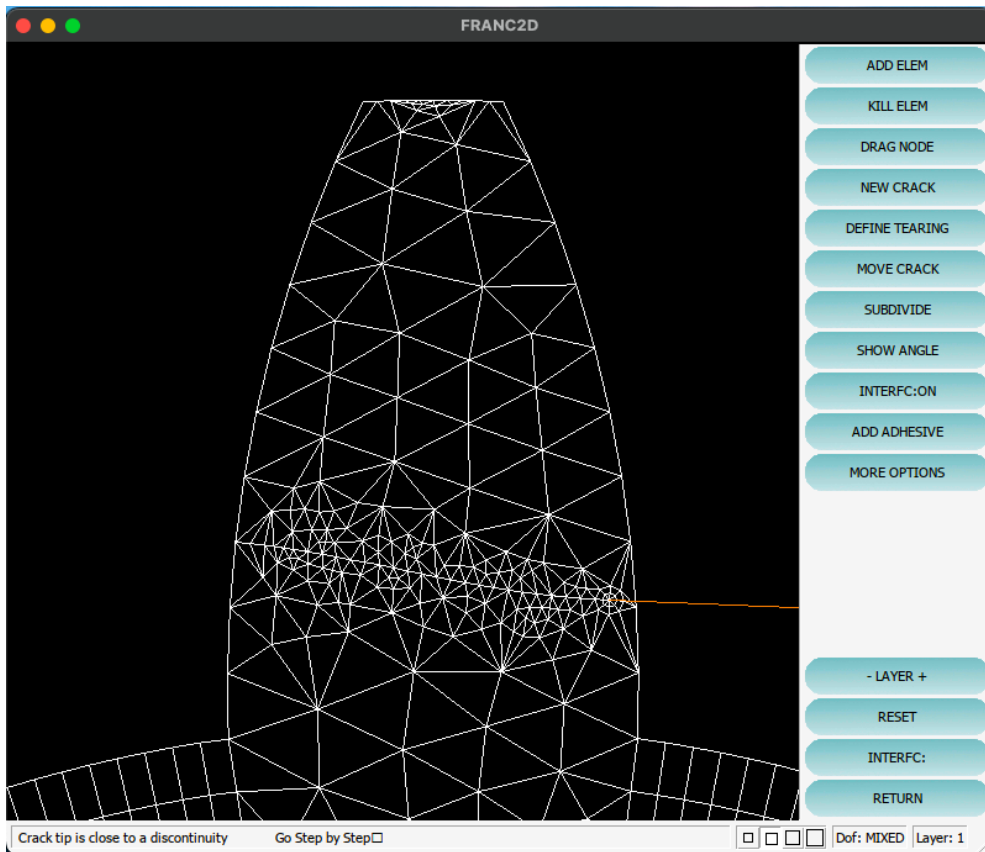 FRANC2D
ADD ELEM
KILL ELEM
DRAG NODE
NEW CRACK
DEFINE TEARING
MOVE CRACK
SUBDIVIDE
SHOW ANGLE
INTERFC:ON
ADD ADHESIVE
MORE OPTIONS
- LAYER +
RESET
INTERFC:
RETURN
Crack tip is close to a discontinuity Go Step by Step□ Dof: MIXED Layer: 1